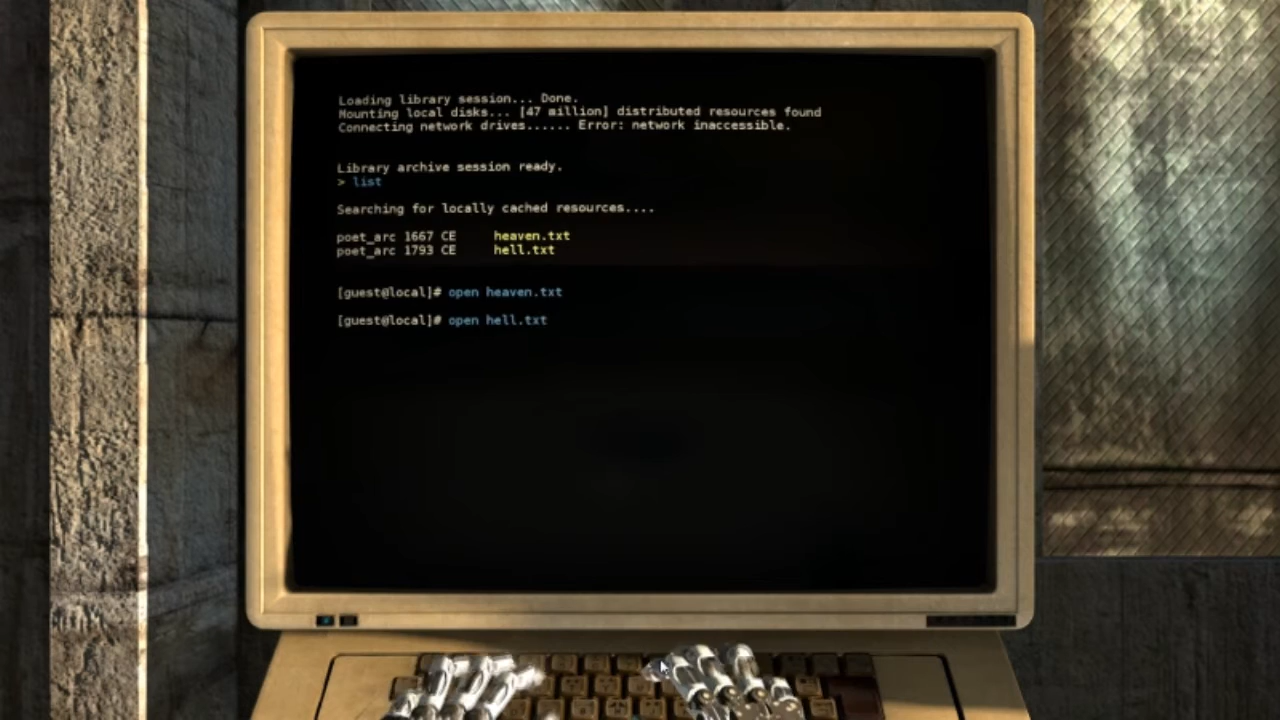 Loading library session... Done.
Mounting local disks... [47 million] distributed resources found
Connecting network drives...... Error: network inaccessible.
Library archive session ready.
> list
Searching for locally cached resources....
poet_arc 1667 CE heaven.txt
poet_arc 1793 CE hell.txt
[guest@local]# open heaven.txt
[guest@local]# open hell.txt